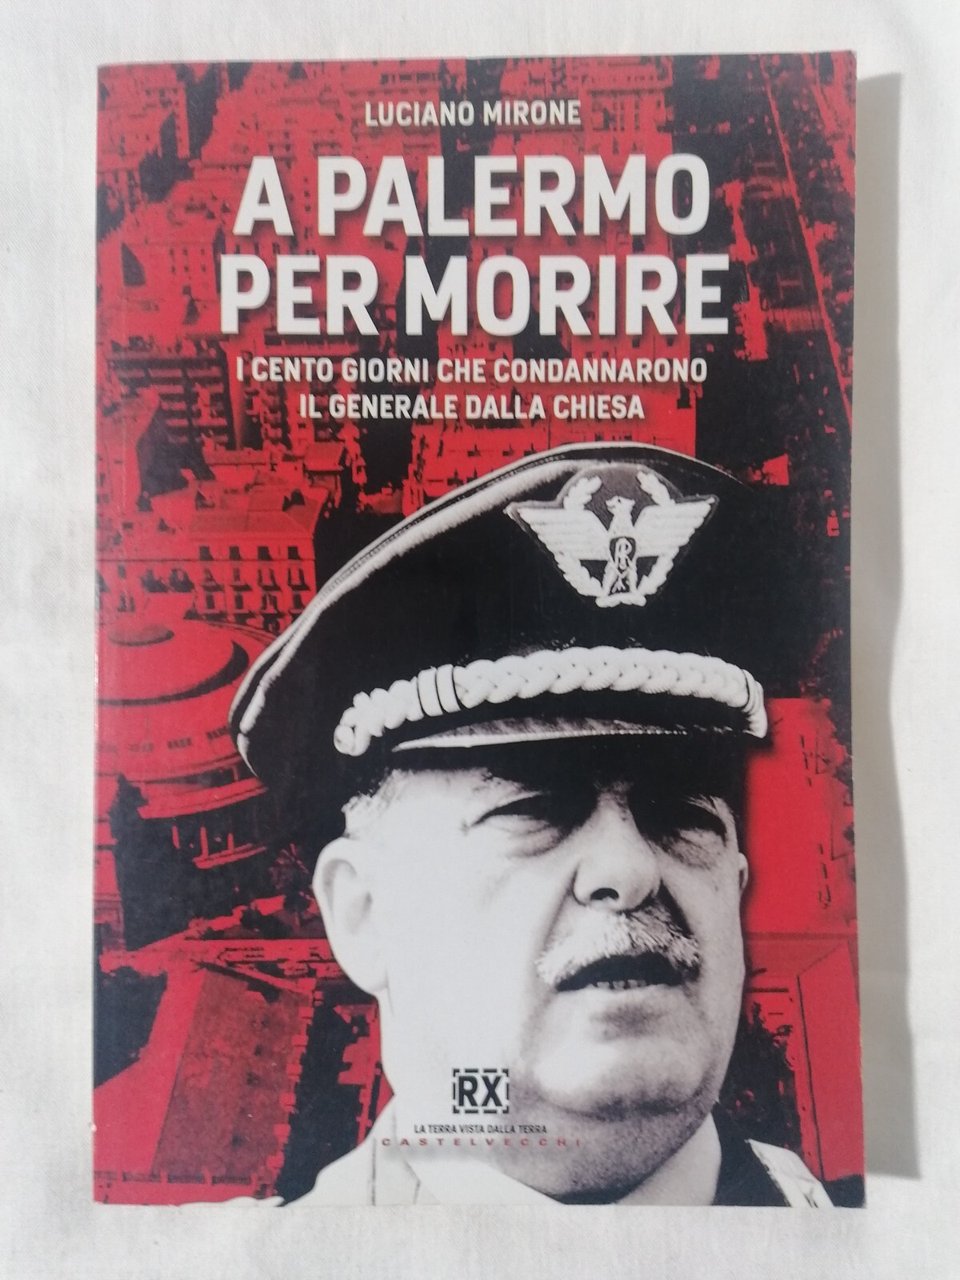 LUCIANO MIRONE
A PALERMO
PER MORIRE
I CENTO GIORNI CHE CONDANNARONO
IL GENERALE DALLA CHIESA
RX
LA TERRA VISTA DALLA TERRA
CASTELVECCHI